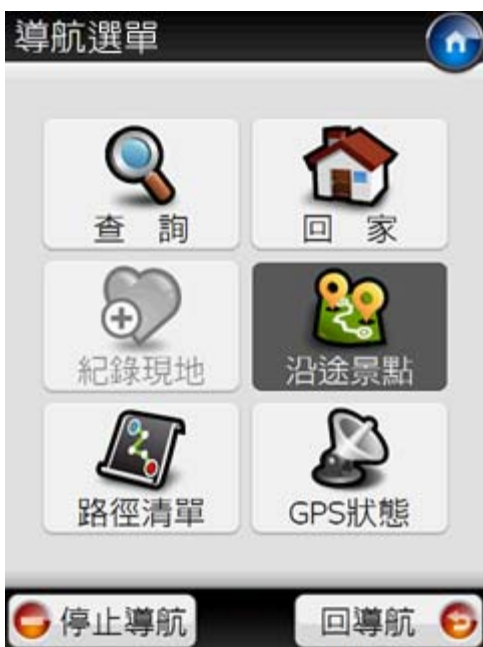 導航選單
查 詢
回 家
紀錄現地
沿途景點
路徑清單
GPS狀態
停止導航
回導航